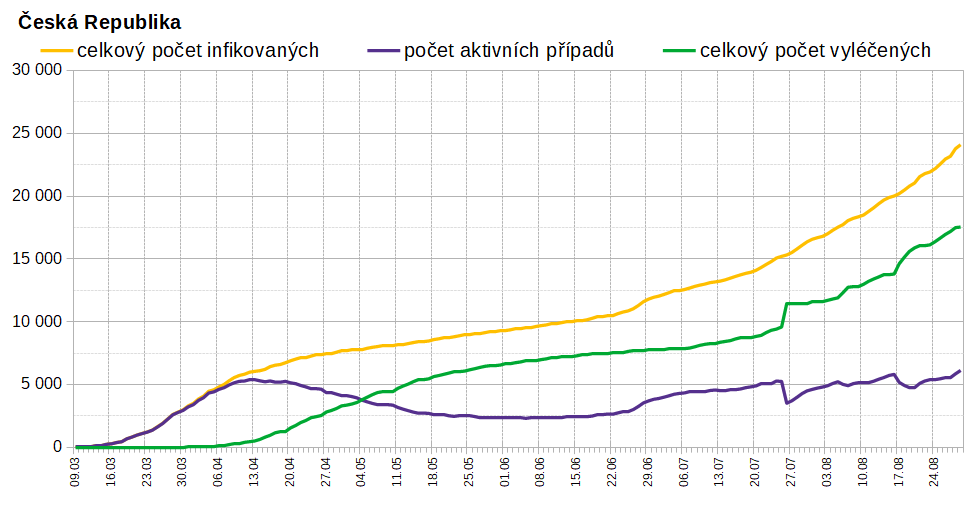 Česká Republika
celkový počet infikovaných počet aktivních případů celkový počet vyléčených
30 000
25 000
20 000
15 000
10 000
5 000
0
09.03 16.03 23.03 30.03 06.04 13.04 20.04 27.04 04.05 11.05 18.05 25.05 01.06 08.06 15.06 22.06 29.06 06.07 13.07 20.07 27.07 03.08 10.08 17.08 24.08